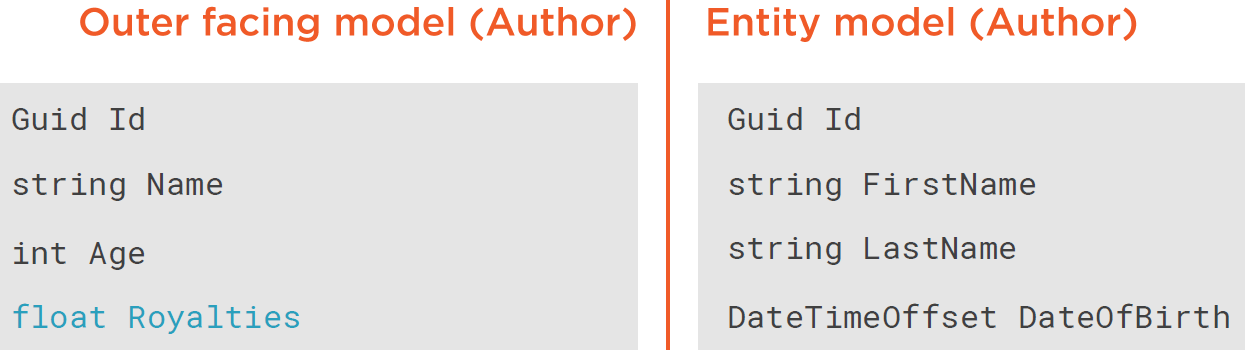 Outer facing model (Author)
Guid Id
string Name
int Age
float Royalties
Entity model (Author)
Guid Id
string FirstName
string LastName
DateTimeOffset DateOfBirth